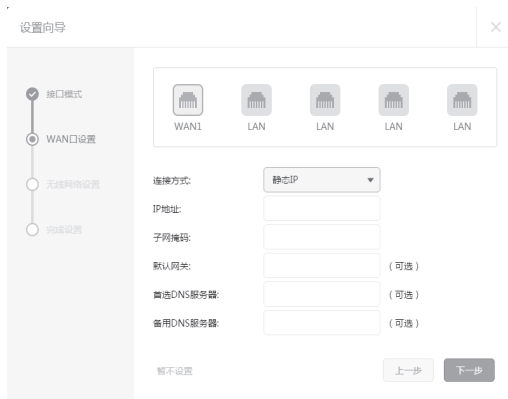 设置向导
接口模式
WAN口设置
无线网络设置
完成设置
WAN1 LAN LAN LAN LAN
连接方式: 静态IP
IP地址:
子网掩码:
默认网关: (可选)
首选DNS服务器: (可选)
备用DNS服务器: (可选)
暂不设置 上一步 下一步